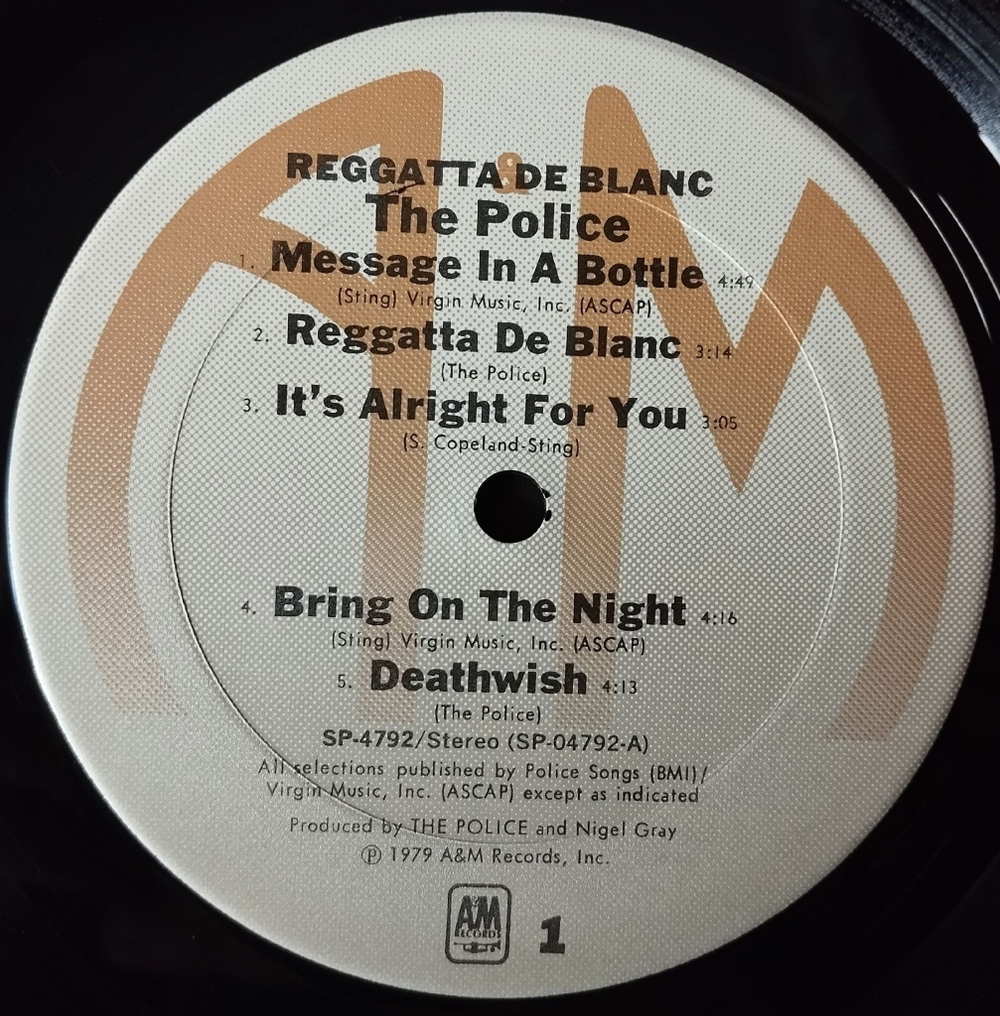 REGGATTA DE BLANC
The Police
1. Message In A Bottle 4:49
(Sting) Virgin Music, Inc. (ASCAP)
2. Reggatta De Blanc 3:14
(The Police)
3. It's Alright For You 3:05
(S. Copeland-Sting)
4. Bring On The Night 4:16
(Sting) Virgin Music, Inc. (ASCAP)
5. Deathwish 4:13
(The Police)
SP-4792/Stereo (SP-04792-A)
All selections published by Police Songs (BMI)/
Virgin Music, Inc. (ASCAP) except as indicated
Produced by THE POLICE and Nigel Gray
℗ 1979 A&M Records, Inc.
A&M RECORDS 1